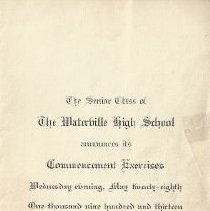 The Senior Class of
The Waterville High School
announces its
Commencement Exercises
Wednesday evening, May twenty-eighth
One thousand nine hundred and thirteen